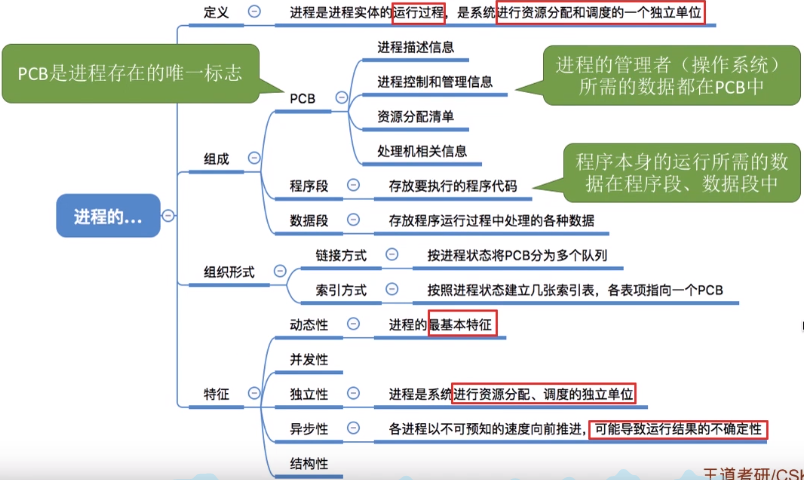 定义
进程是进程实体的运行过程，是系统进行资源分配和调度的一个独立单位
PCB是进程存在的唯一标志
进程描述信息
进程的管理者（操作系统）
所需的数据都在PCB中
PCB
进程控制和管理信息
资源分配清单
处理机相关信息
组成
程序段
存放要执行的程序代码
程序本身的运行所需的数
据在程序段、数据段中
数据段
存放程序运行过程中处理的各种数据
进程的...
组织形式
链接方式
按进程状态将PCB分为多个队列
索引方式
按照进程状态建立几张索引表，各表项指向一个PCB
特征
动态性
进程的最基本特征
并发性
独立性
进程是系统进行资源分配、调度的独立单位
异步性
各进程以不可预知的速度向前推进，可能导致运行结果的不确定性
结构性
王道考研/CSK